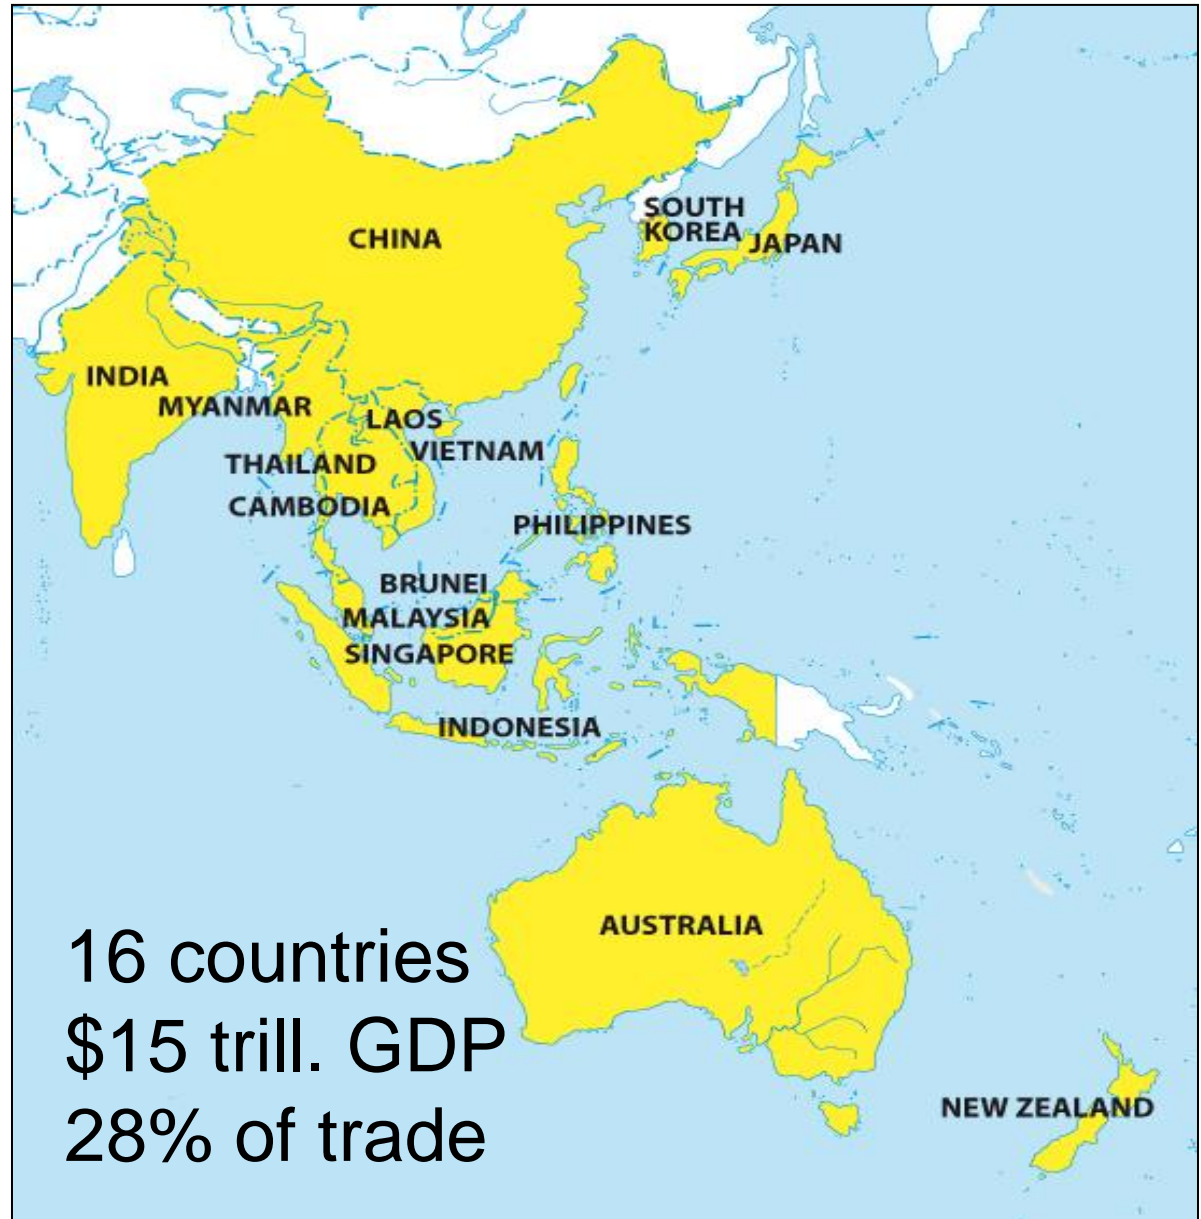 SOUTH
KOREA
JAPAN
CHINA
INDIA
MYANMAR
LAOS
VIETNAM
THAILAND
CAMBODIA
PHILIPPINES
BRUNEI
MALAYSIA
SINGAPORE
INDONESIA
AUSTRALIA
16 countries
$15 trill. GDP
28% of trade
NEW ZEALAND